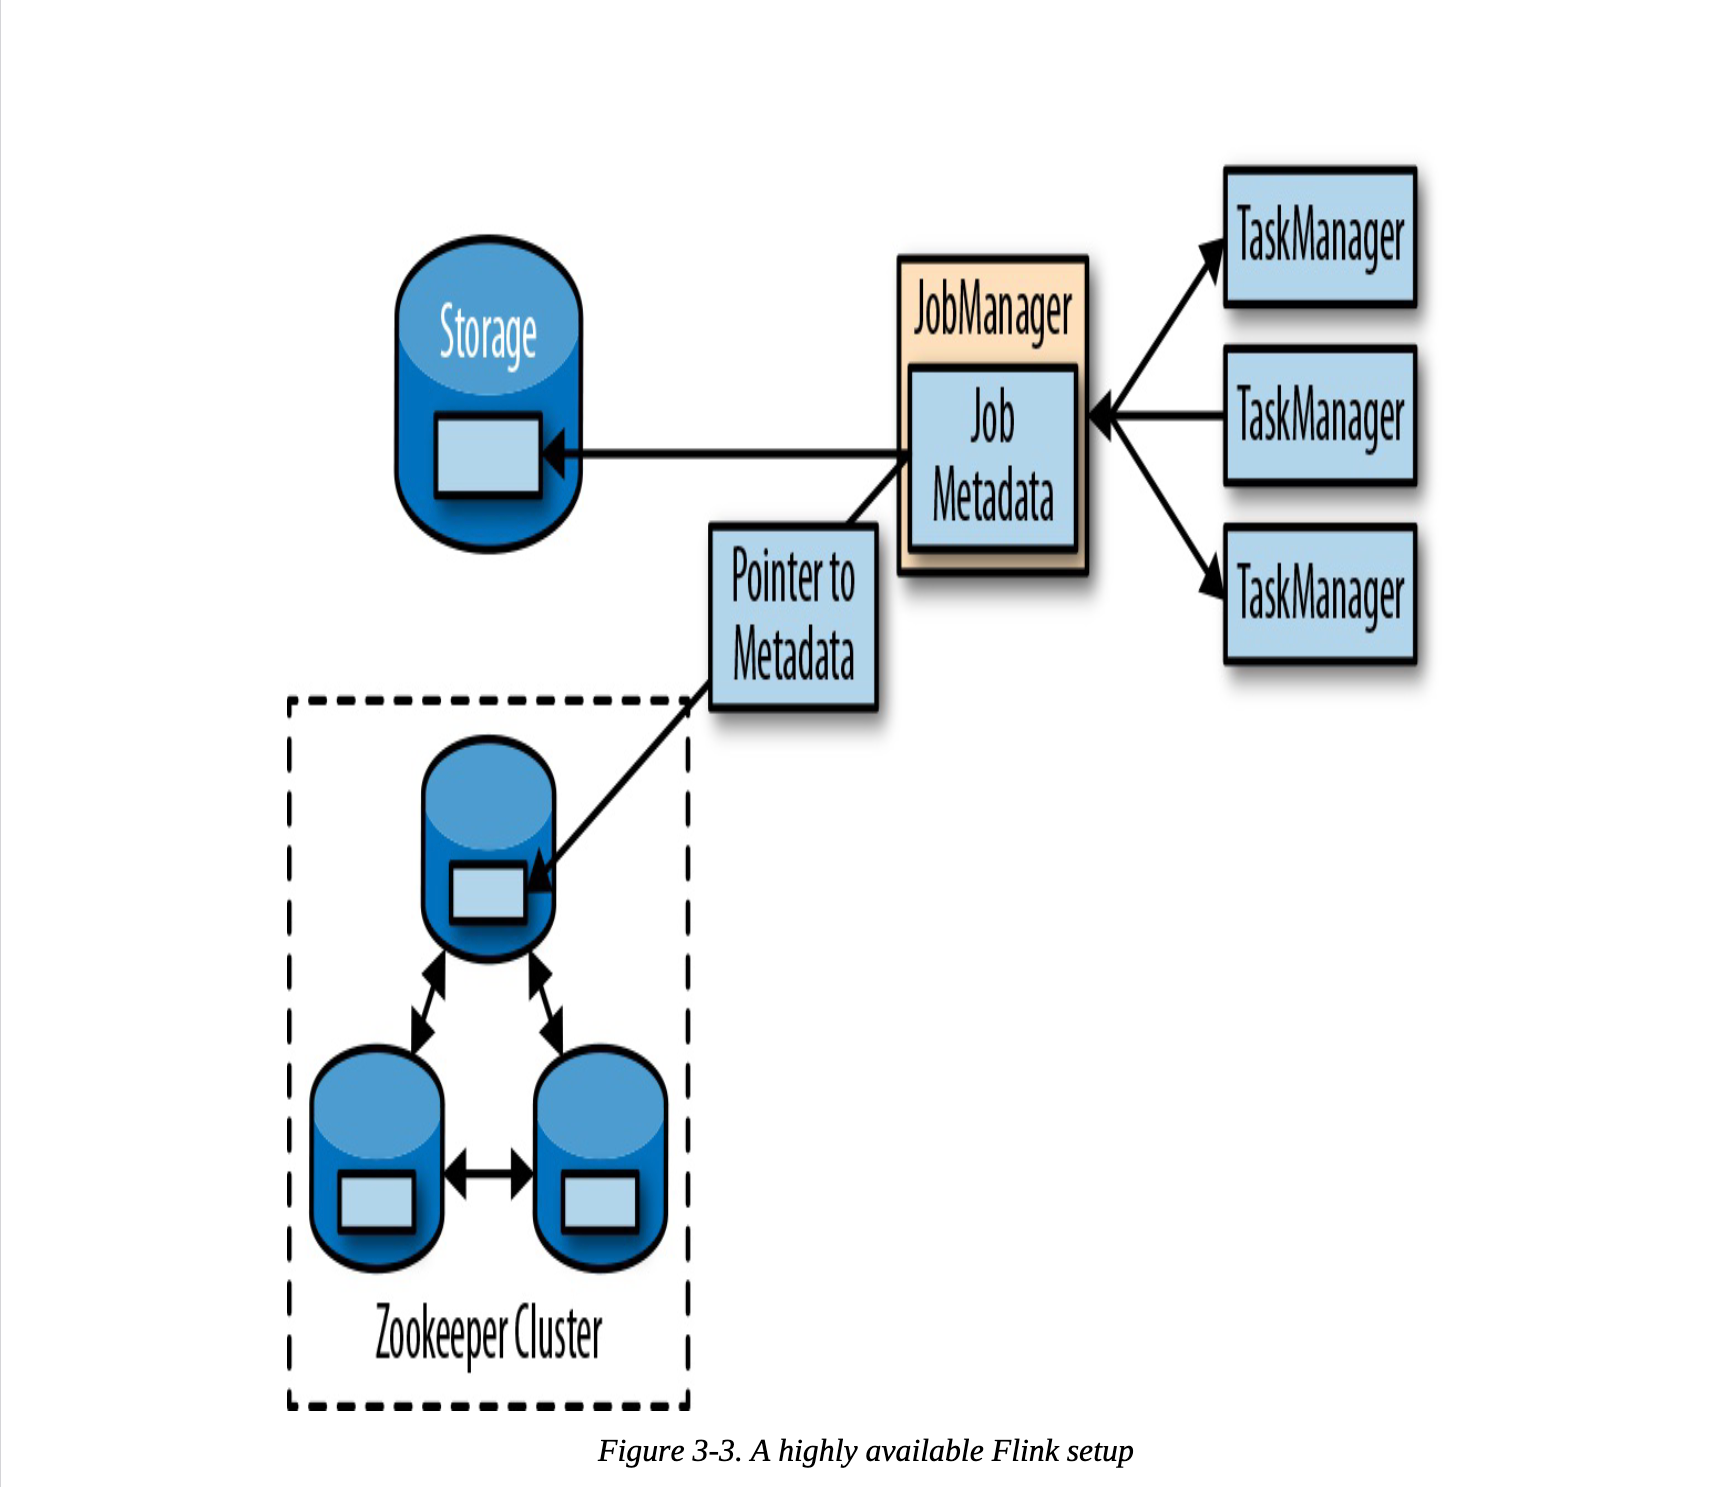 TaskManager
JobManager
Storage
Job
Metadata
TaskManager
Pointer to
Metadata
TaskManager
Zookeeper Cluster
Figure 3-3. A highly available Flink setup